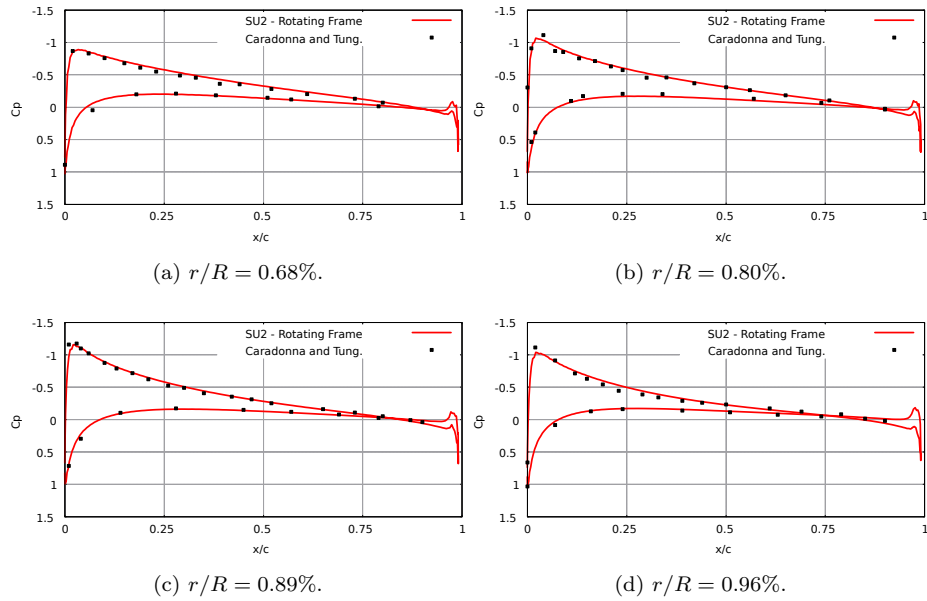 -1.5
-1
-0.5
0
0.5
1
1.5
Cp
0 0.25 0.5 0.75 1
x/c
SU2 - Rotating Frame
Caradonna and Tung.
(a) r/R = 0.68%.
-1.5
-1
-0.5
0
0.5
1
1.5
Cp
0 0.25 0.5 0.75 1
x/c
SU2 - Rotating Frame
Caradonna and Tung.
(b) r/R = 0.80%.
-1.5
-1
-0.5
0
0.5
1
1.5
Cp
0 0.25 0.5 0.75 1
x/c
SU2 - Rotating Frame
Caradonna and Tung.
(c) r/R = 0.89%.
-1.5
-1
-0.5
0
0.5
1
1.5
Cp
0 0.25 0.5 0.75 1
x/c
SU2 - Rotating Frame
Caradonna and Tung.
(d) r/R = 0.96%.